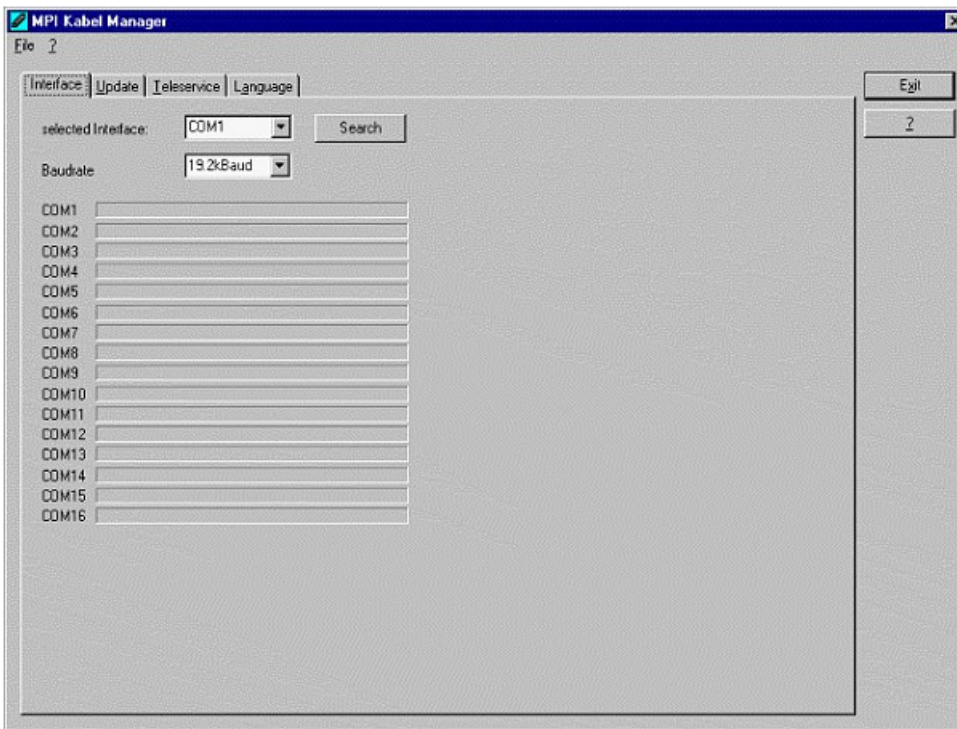 MPI Kabel Manager
File ?
Interface Update Teleservice Language
Exit
selected Interface: COM1 Search
?
Baudrate 19.2kBaud
COM1
COM2
COM3
COM4
COM5
COM6
COM7
COM8
COM9
COM10
COM11
COM12
COM13
COM14
COM15
COM16